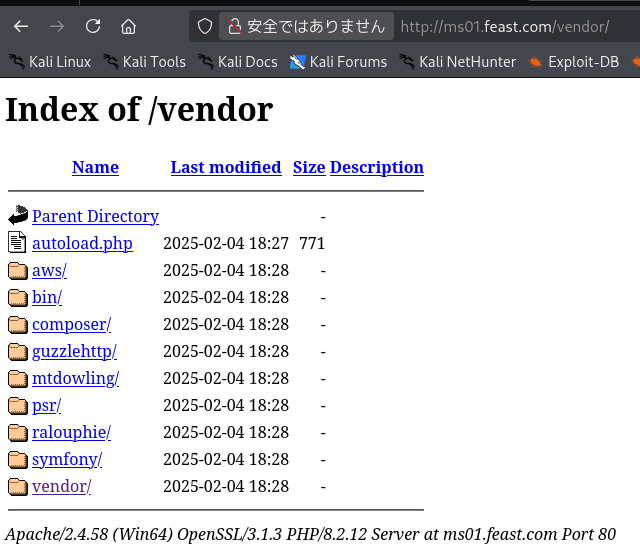 安全ではありません http://ms01.feast.com/vendor/
Kali Linux Kali Tools Kali Docs Kali Forums Kali NetHunter Exploit-DB
Index of /vendor
Name Last modified Size Description
Parent Directory -
autoload.php 2025-02-04 18:27 771
aws/ 2025-02-04 18:28 -
bin/ 2025-02-04 18:28 -
composer/ 2025-02-04 18:28 -
guzzlehttp/ 2025-02-04 18:28 -
mtdowling/ 2025-02-04 18:28 -
psr/ 2025-02-04 18:28 -
ralouphie/ 2025-02-04 18:28 -
symfony/ 2025-02-04 18:28 -
vendor/ 2025-02-04 18:28 -
Apache/2.4.58 (Win64) OpenSSL/3.1.3 PHP/8.2.12 Server at ms01.feast.com Port 80